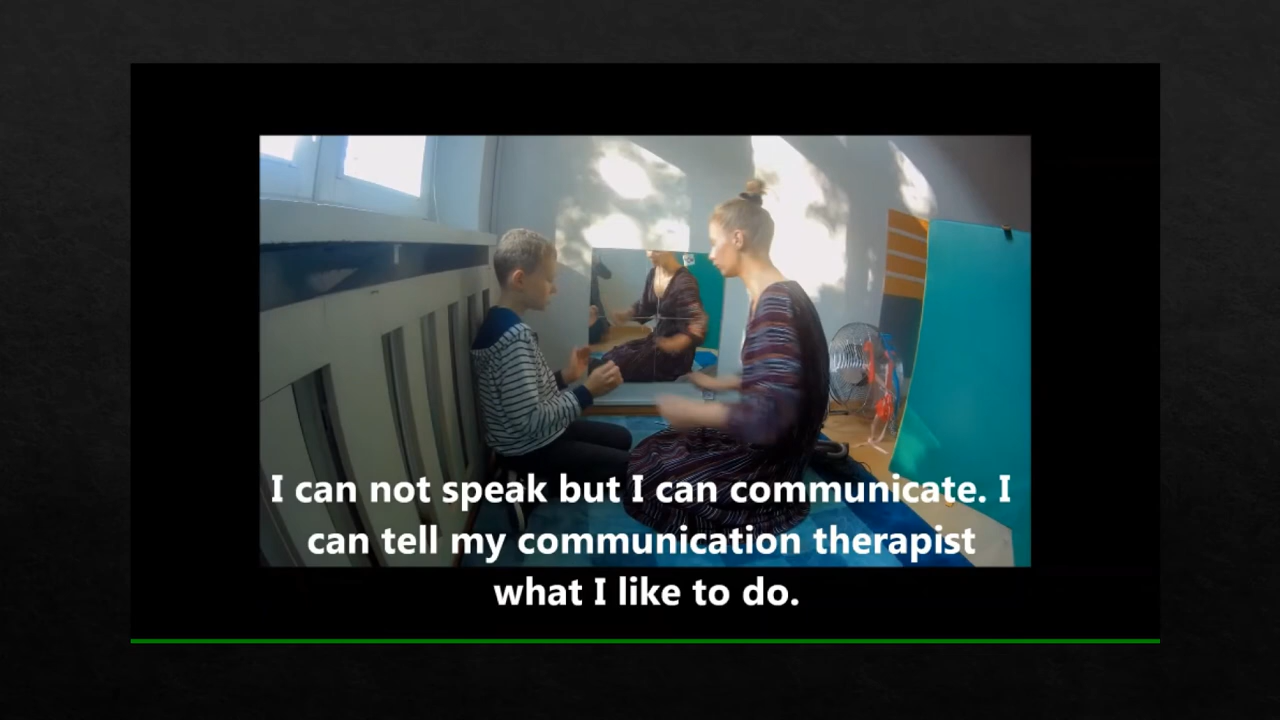 I can not speak but I can communicate. I
can tell my communication therapist
what I like to do.